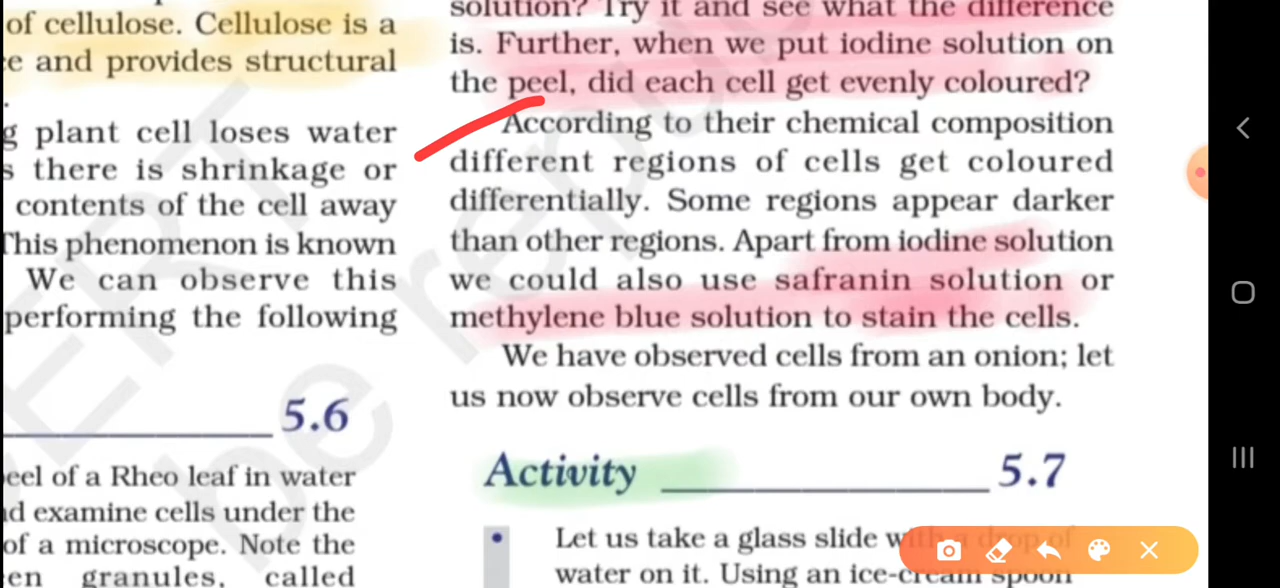 of cellulose. Cellulose is a
and provides structural
plant cell loses water
there is shrinkage or
contents of the cell away
This phenomenon is known
We can observe this
performing the following
5.6
of a Rheo leaf in water
examine cells under the
of a microscope. Note the
granules, called
solution? Try it and see what the difference
is. Further, when we put iodine solution on
the peel, did each cell get evenly coloured?
According to their chemical composition
different regions of cells get coloured
differentially. Some regions appear darker
than other regions. Apart from iodine solution
we could also use safranin solution or
methylene blue solution to stain the cells.
We have observed cells from an onion; let
us now observe cells from our own body.
Activity 5.7
• Let us take a glass slide with a drop of
water on it. Using an ice-cream spoon
be repu